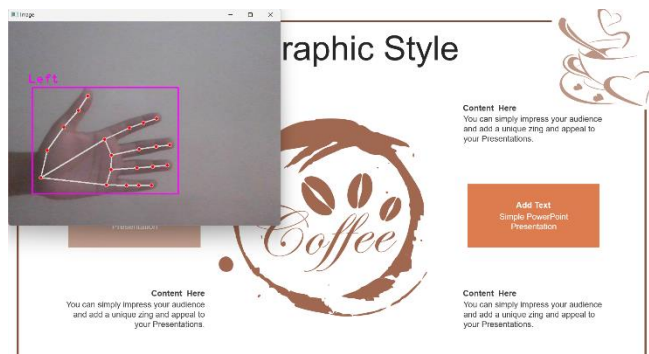 Image
Left
raphic Style
Content Here
You can simply impress your audience
and add a unique zing and appeal to
your Presentations.
Presentation
Coffee
Add Text
Simple PowerPoint
Presentation
Content Here
You can simply impress your audience
and add a unique zing and appeal to
your Presentations.
Content Here
You can simply impress your audience
and add a unique zing and appeal to
your Presentations.